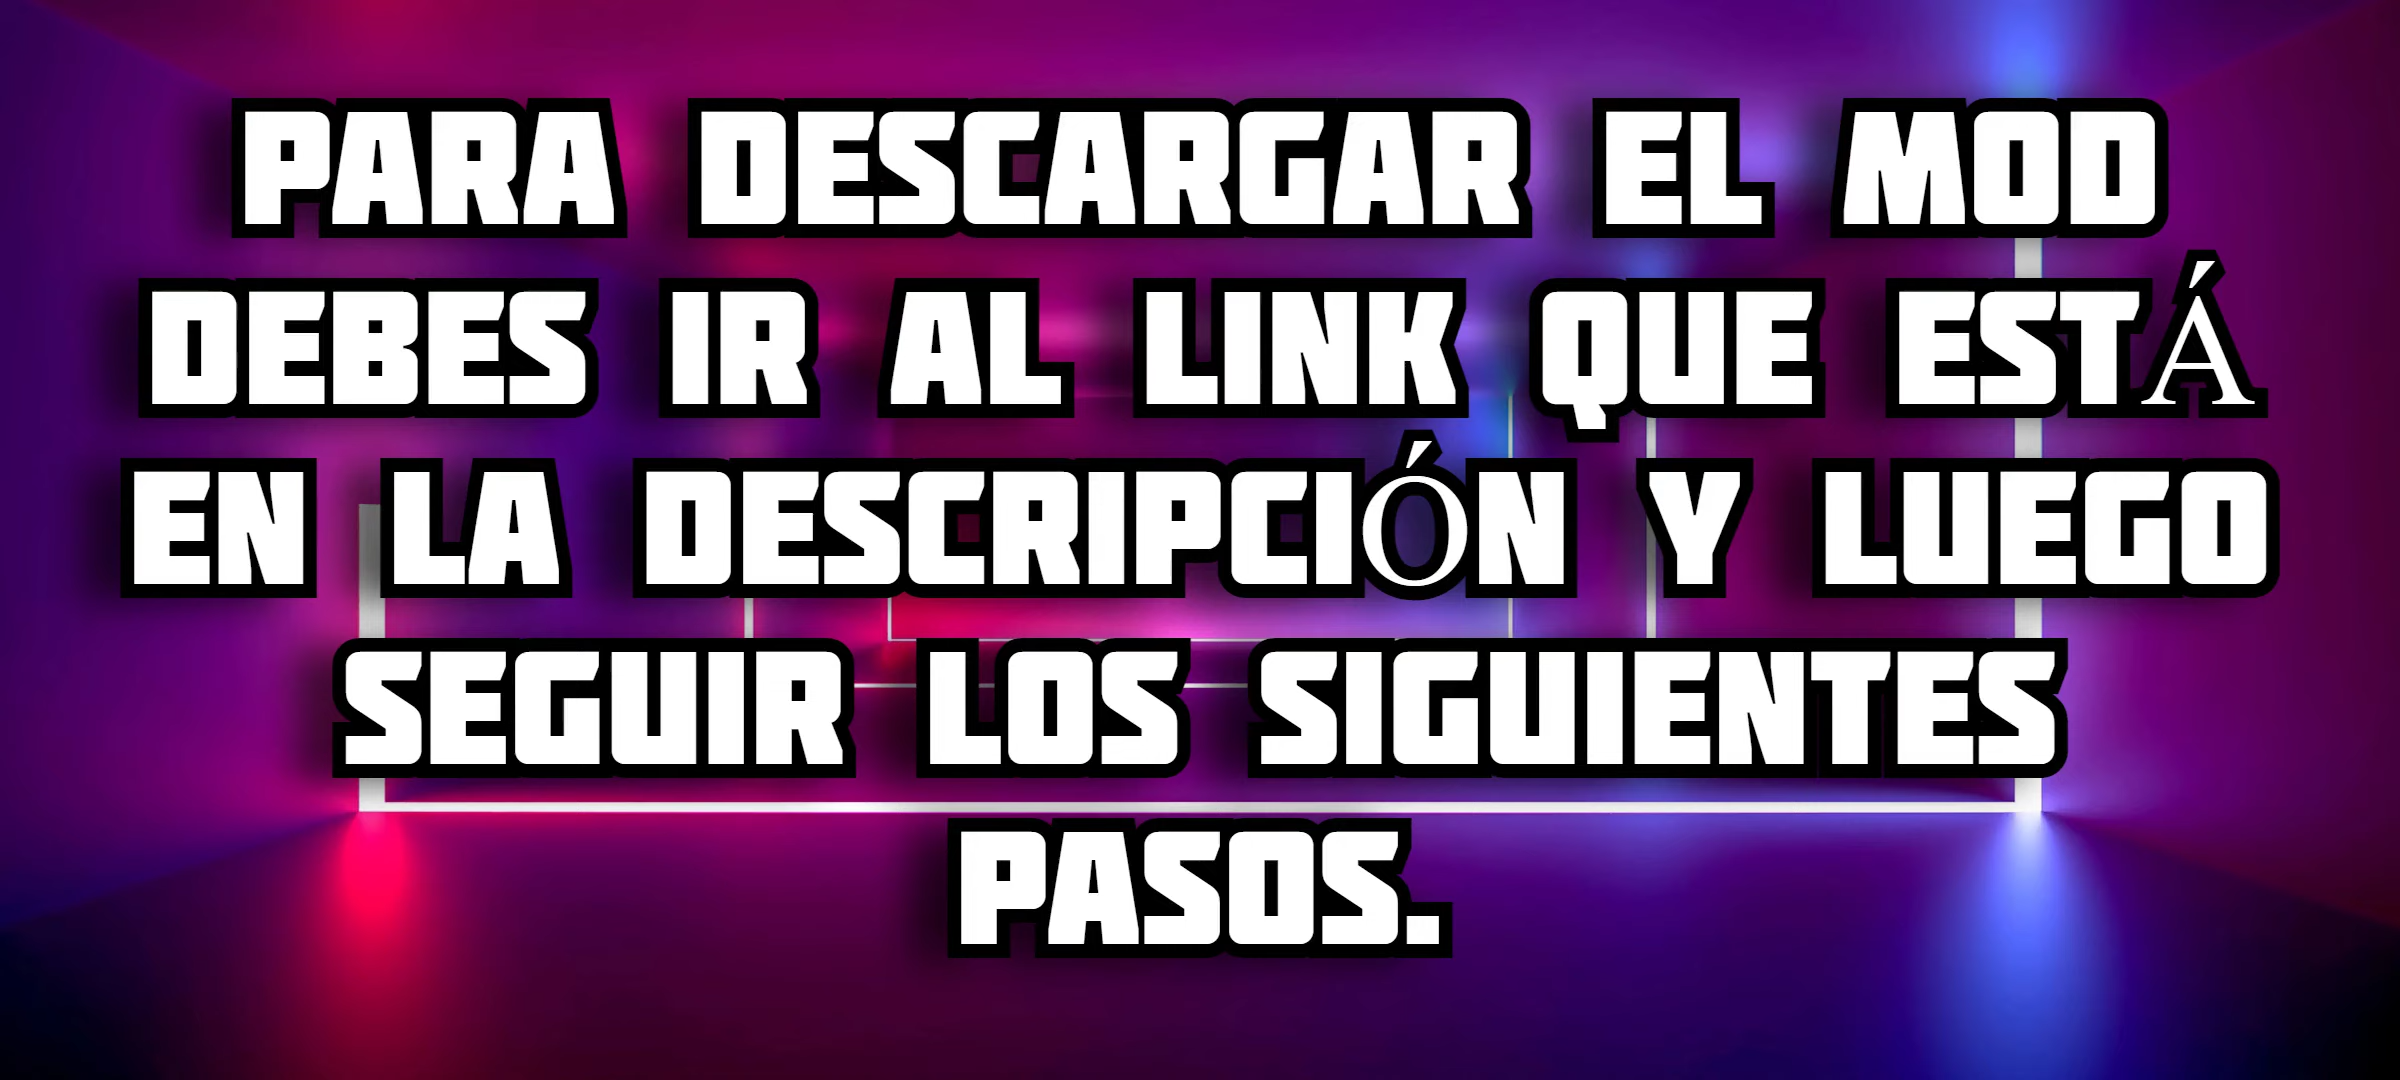 PARA DESCARGAR EL MOD
DEBES IR AL LINK QUE ESTÁ
EN LA DESCRIPCIÓN Y LUEGO
SEGUIR LOS SIGUIENTES
PASOS.